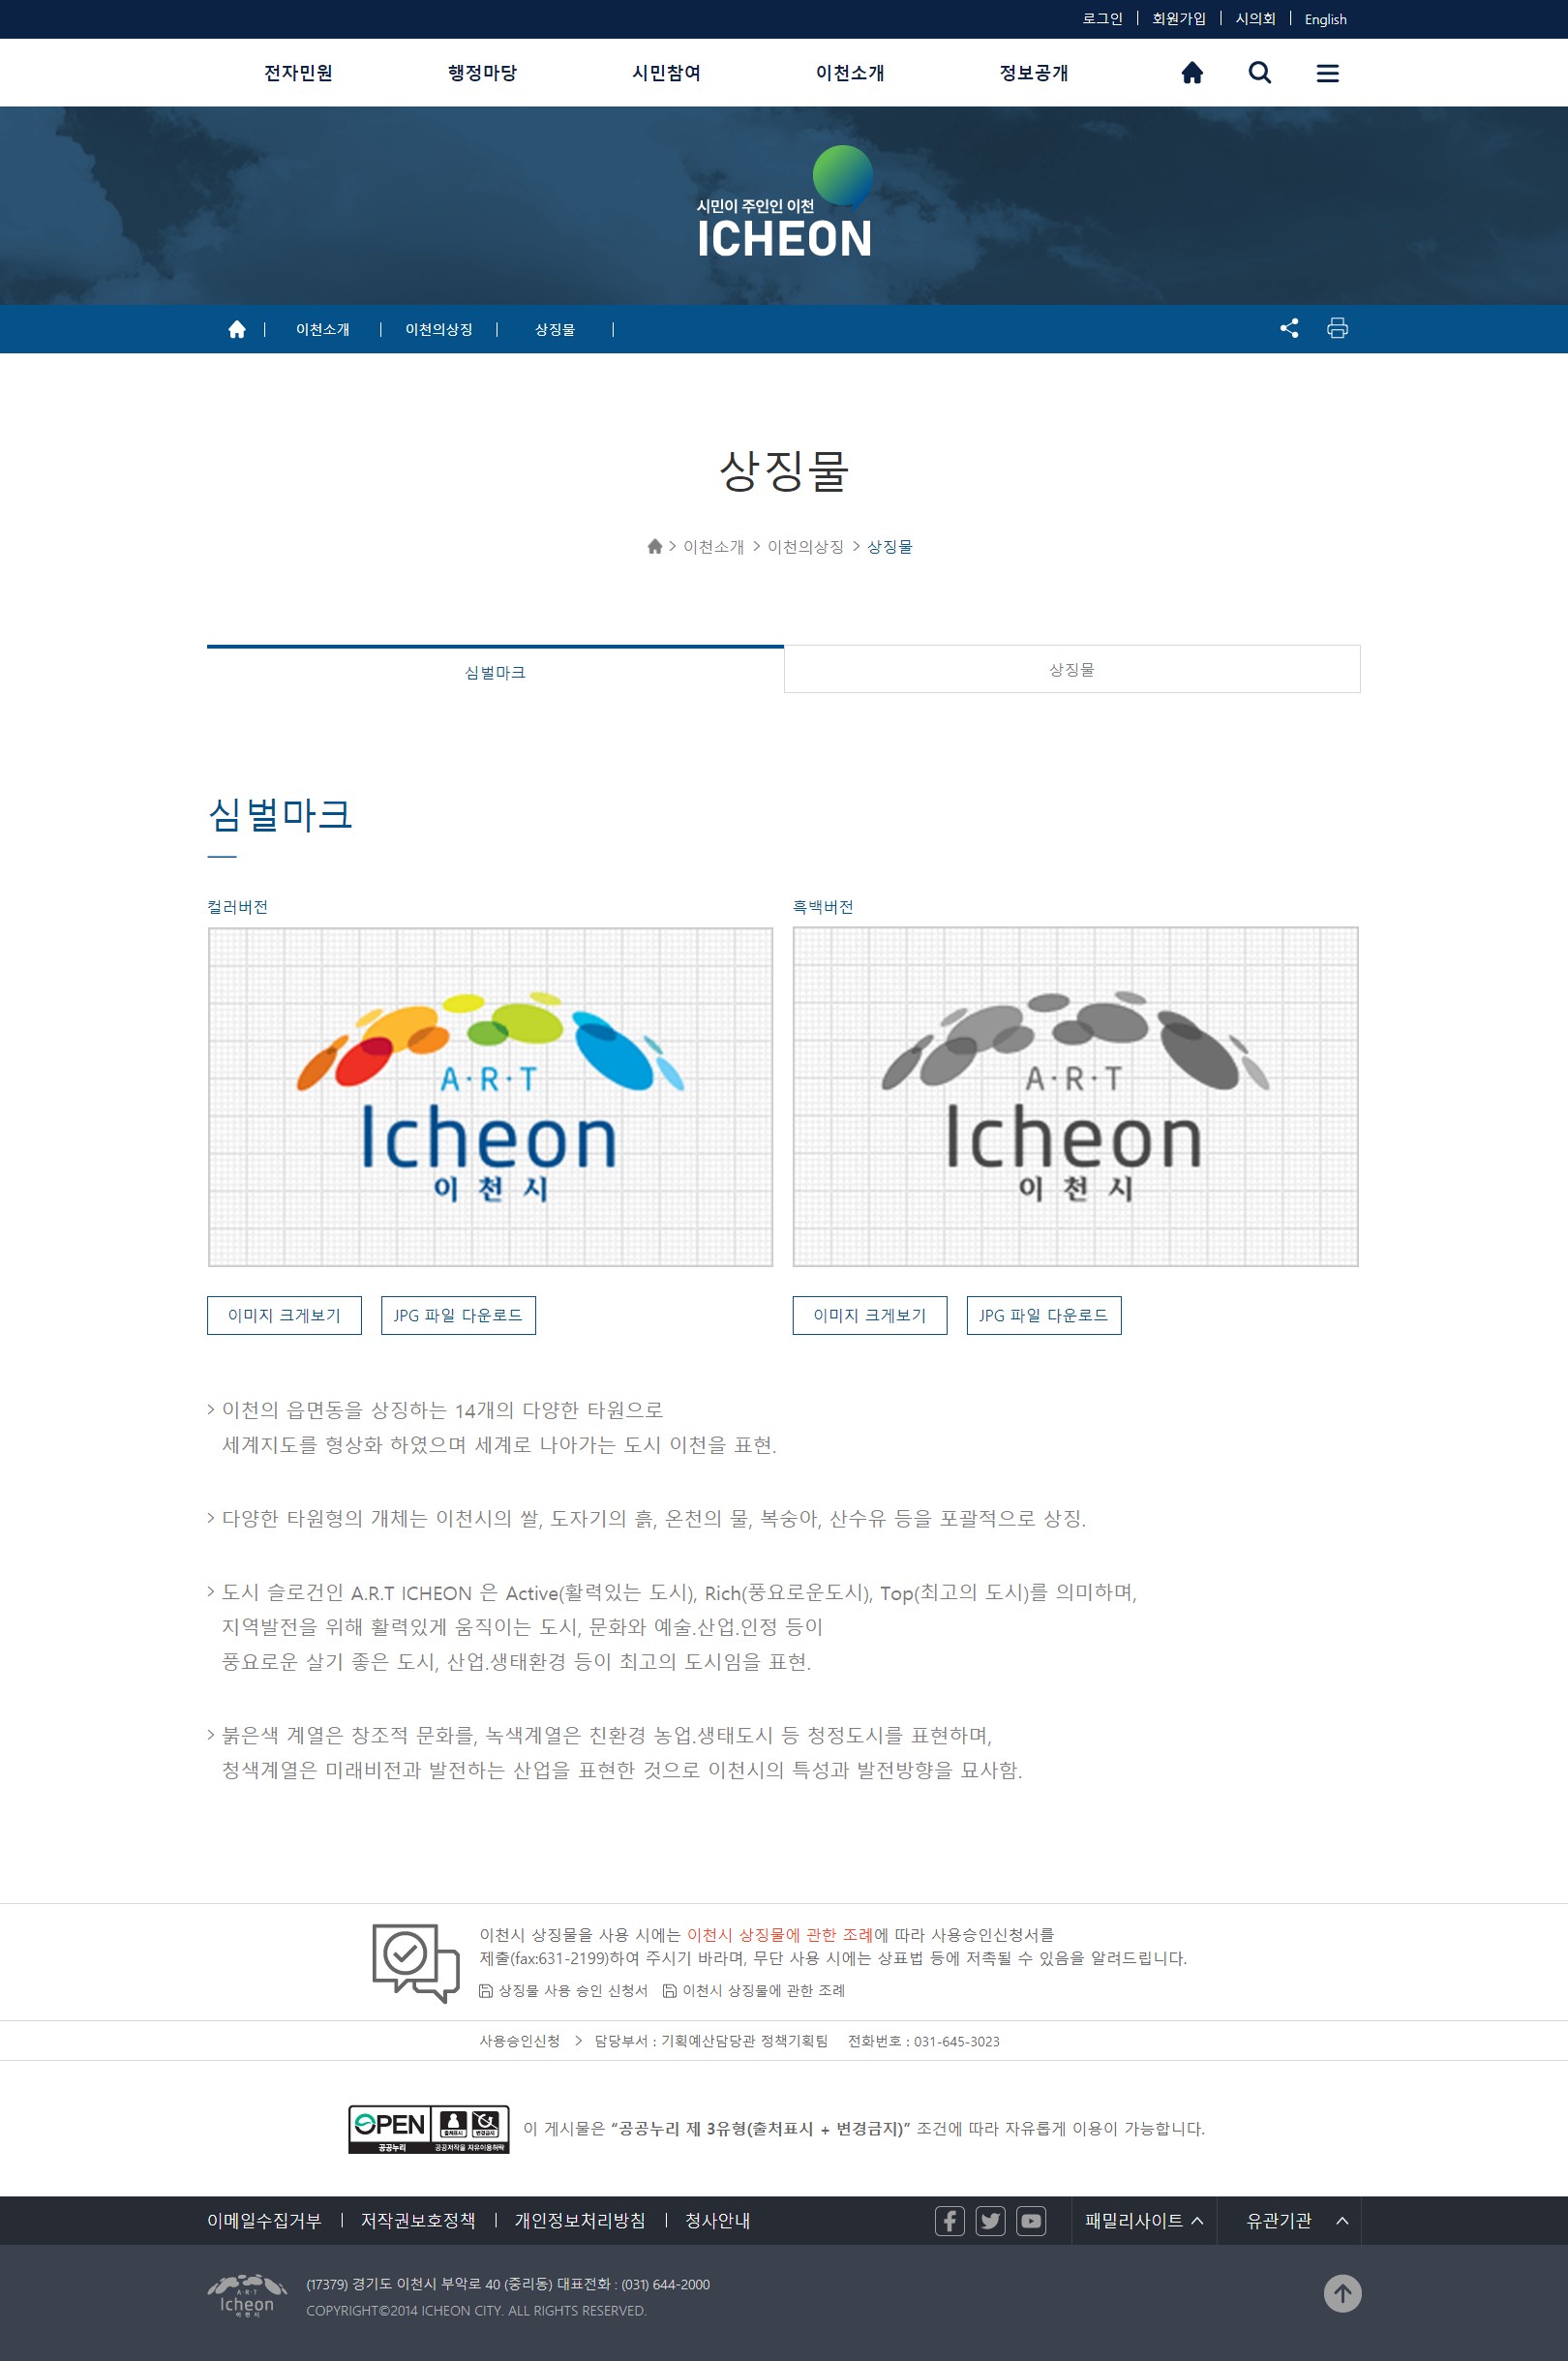 로그인 회원가입 시의회 English
전자민원 행정마당 시민참여 이천소개 정보공개
시민이 주인인 이천
ICHEON
이천소개 이천의상징 상징물
상징물
이천소개 > 이천의상징 > 상징물
심벌마크 상징물
심벌마크
컬러버전 흑백버전
A·R·T
Icheon
이천시
A·R·T
Icheon
이천시
이미지 크게보기 JPG 파일 다운로드 이미지 크게보기 JPG 파일 다운로드
> 이천의 읍면동을 상징하는 14개의 다양한 타원으로
세계지도를 형상화 하였으며 세계로 나아가는 도시 이천을 표현.
> 다양한 타원형의 개체는 이천시의 쌀, 도자기의 흙, 온천의 물, 복숭아, 산수유 등을 포괄적으로 상징.
> 도시 슬로건인 A.R.T ICHEON 은 Active(활력있는 도시), Rich(풍요로운도시), Top(최고의 도시)를 의미하며,
지역발전을 위해 활력있게 움직이는 도시, 문화와 예술.산업.인정 등이
풍요로운 살기 좋은 도시, 산업.생태환경 등이 최고의 도시임을 표현.
> 붉은색 계열은 창조적 문화를, 녹색계열은 친환경 농업.생태도시 등 청정도시를 표현하며,
청색계열은 미래비전과 발전하는 산업을 표현한 것으로 이천시의 특성과 발전방향을 묘사함.
이천시 상징물을 사용 시에는 이천시 상징물에 관한 조례에 따라 사용승인신청서를
제출(fax:631-2199)하여 주시기 바라며, 무단 사용 시에는 상표법 등에 저촉될 수 있음을 알려드립니다.
상징물 사용 승인 신청서 이천시 상징물에 관한 조례
사용승인신청 > 담당부서 : 기획예산담당관 정책기획팀 전화번호 : 031-645-3023
OPEN 출처표시 변경금지
공공누리 공공저작물 자유이용허락
이 게시물은 “공공누리 제 3유형(출처표시 + 변경금지)” 조건에 따라 자유롭게 이용이 가능합니다.
이메일수집거부 저작권보호정책 개인정보처리방침 청사안내 패밀리사이트 유관기관
A·R·T
Icheon
이천시
(17379) 경기도 이천시 부악로 40 (중리동) 대표전화 : (031) 644-2000
COPYRIGHT©2014 ICHEON CITY. ALL RIGHTS RESERVED.